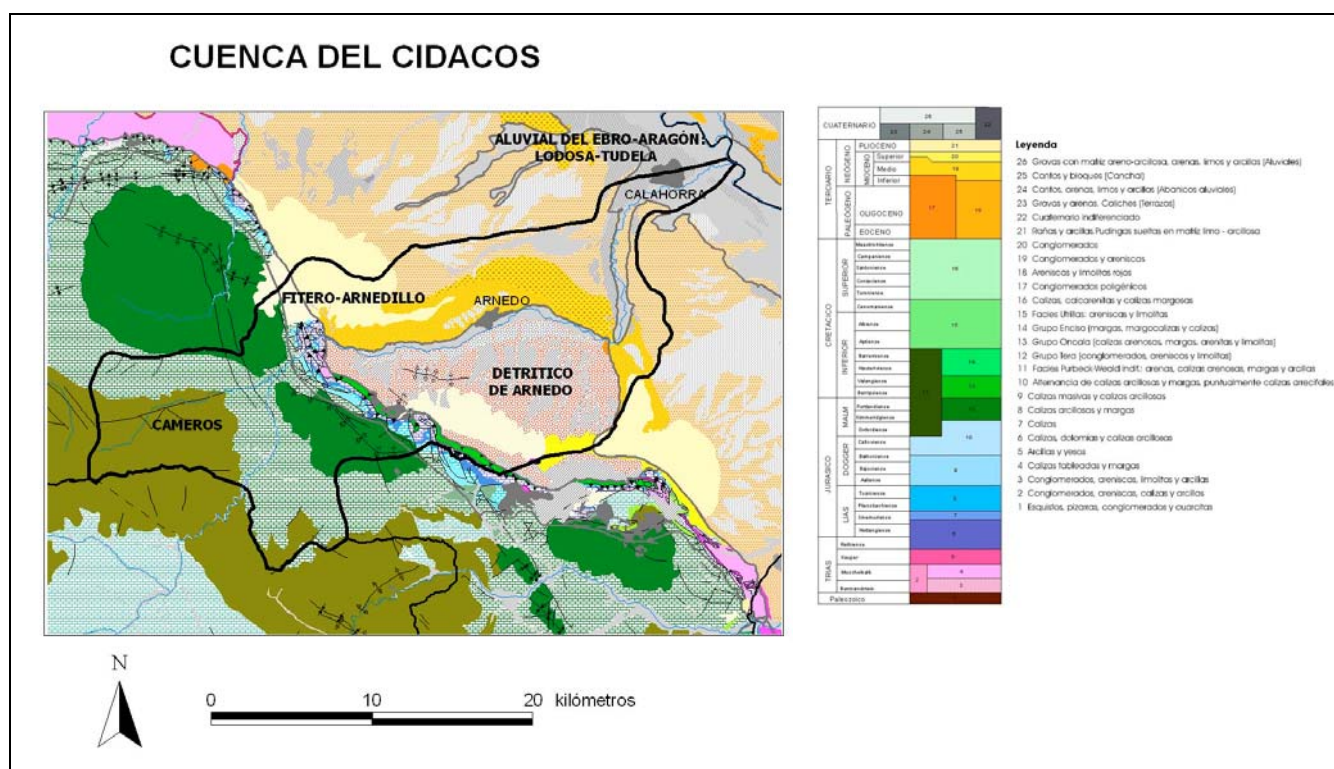 CUENCA DEL CIDACOS
ALUVIAL DEL EBRO-ARAGÓN:
LODOSA-TUDELA
CALAHORRA
FITERO-ARNEDILLO
ARNEDO
DETRITICO
DE ARNEDO
CAMEROS
N
0 10 20 kilómetros
CUATERNARIO
TERCIARIO
NEÓGENO
PALEÓGENO
MIOCENO
PLIOCENO
Superior
Medio
Inferior
OLIGOCENO
EOCENO
CRETACICO
SUPERIOR
INFERIOR
JURASICO
MALM
DOGGER
LIAS
TRIAS
Paleozoico
Leyenda
26 Gravas con matriz areno-arcillosa, arenas, limos y arcillas (Aluviales)
25 Cantos y bloques (Canchal)
24 Cantos, arenas, limos y arcillas (Abanicos aluviales)
23 Gravas y arenas. Caliches (Terrazas)
22 Cuaternario indiferenciado
21 Rañas y arcillas Pudingas sueltas en matriz limo - arcillosa
20 Conglomerados
19 Conglomerados y areniscas
18 Areniscas y limolitas rojas
17 Conglomerados poligénicos
16 Calizas, calcarenitas y calizas margosas
15 Facies Utrillas: areniscas y limolitas
14 Grupo Enciso (margas, margocalizas y calizas)
13 Grupo Oncala (calizas arenosas, margas, arenitas y limolitas)
12 Grupo Tera (conglomerados, areniscas y limolitas)
11 Facies Purbeck-Weald indif.: arenas, calizas arenosas, margas y arcillas
10 Alternancia de calizas arcillosas y margas, puntualmente calizas arrecifales
9 Calizas masivas y calizas arcillosas
8 Calizas arcillosas y margas
7 Calizas
6 Calizas, dolomias y calizas arcillosas
5 Arcillas y yesos
4 Calizas tableadas y margas
3 Conglomerados, areniscas, limolitas y arcillas
2 Conglomerados, areniscas, calizas y arcillas
1 Esquistos, pizarras, conglomerados y cuarcitas